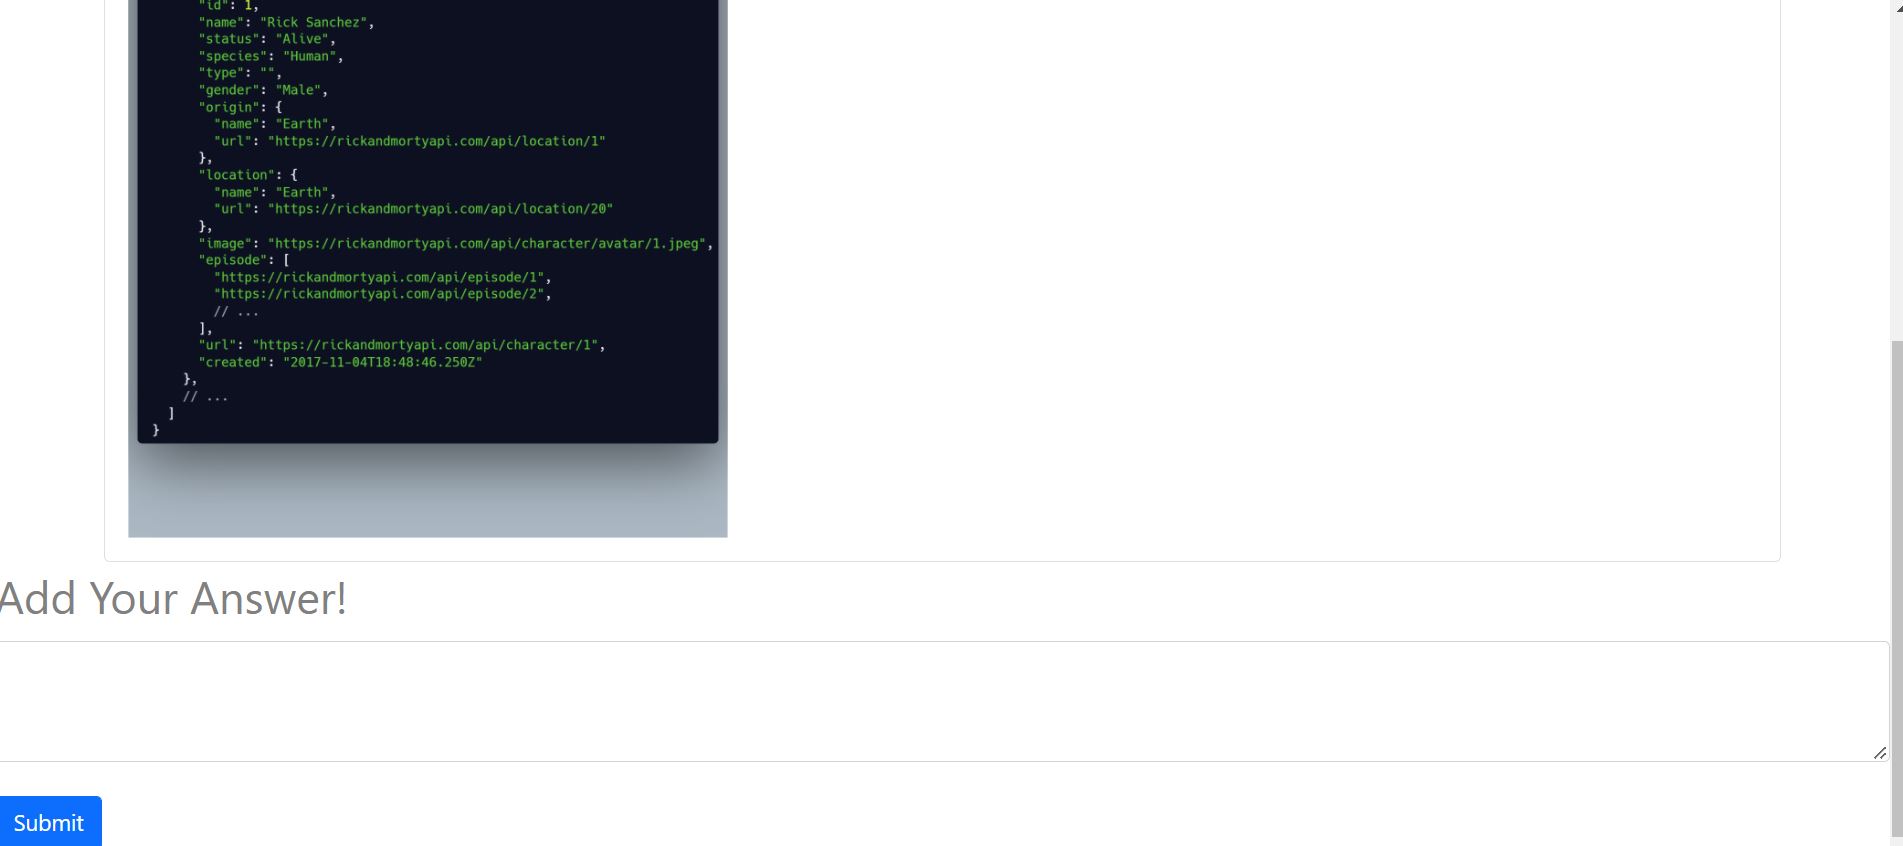 "id": 1,
"name": "Rick Sanchez",
"status": "Alive",
"species": "Human",
"type": "",
"gender": "Male",
"origin": {
"name": "Earth",
"url": "https://rickandmortyapi.com/api/location/1"
},
"location": {
"name": "Earth",
"url": "https://rickandmortyapi.com/api/location/20"
},
"image": "https://rickandmortyapi.com/api/character/avatar/1.jpeg",
"episode": [
"https://rickandmortyapi.com/api/episode/1",
"https://rickandmortyapi.com/api/episode/2",
// ...
],
"url": "https://rickandmortyapi.com/api/character/1",
"created": "2017-11-04T18:48:46.250Z"
},
// ...
]
}
Add Your Answer!
Submit